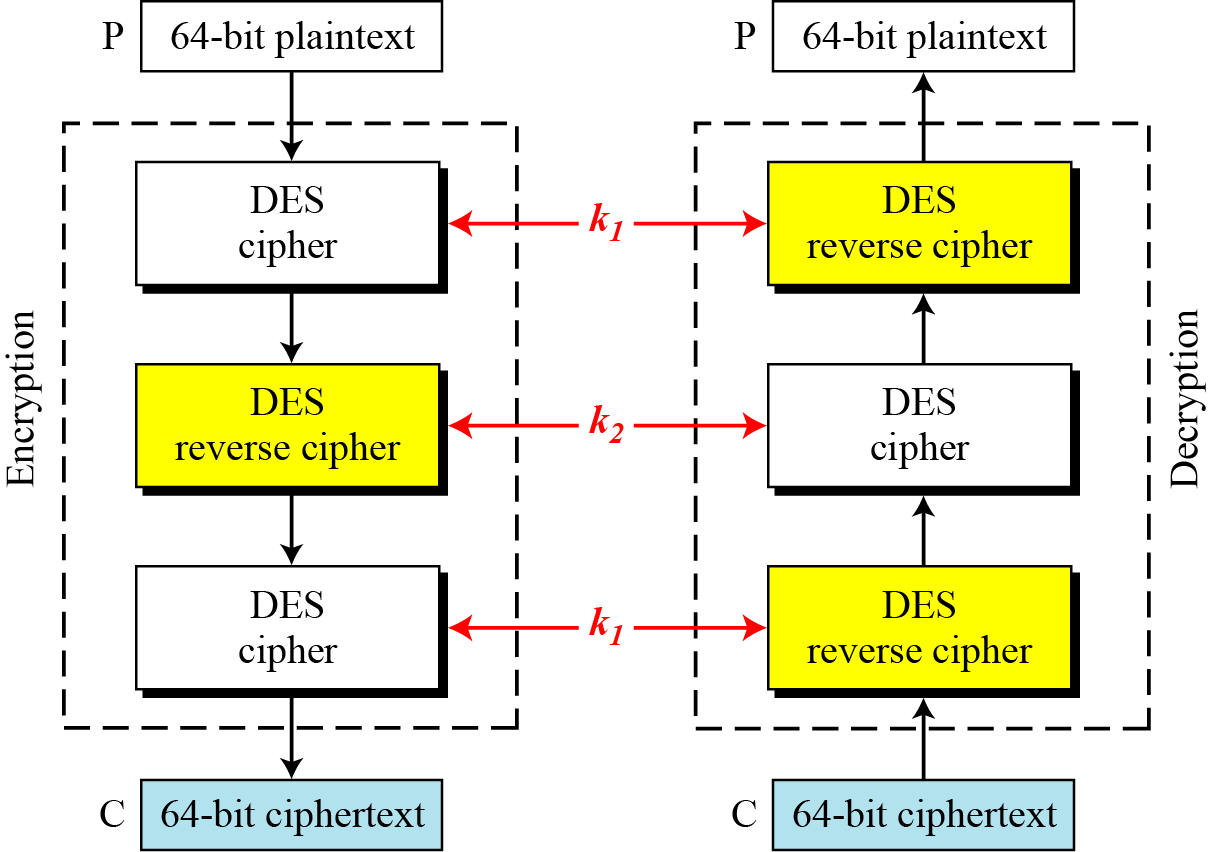 P
64-bit plaintext
DES
cipher
DES
reverse cipher
DES
cipher
C
64-bit ciphertext
Encryption
k1
k2
k1
P
64-bit plaintext
DES
reverse cipher
DES
cipher
DES
reverse cipher
C
64-bit ciphertext
Decryption